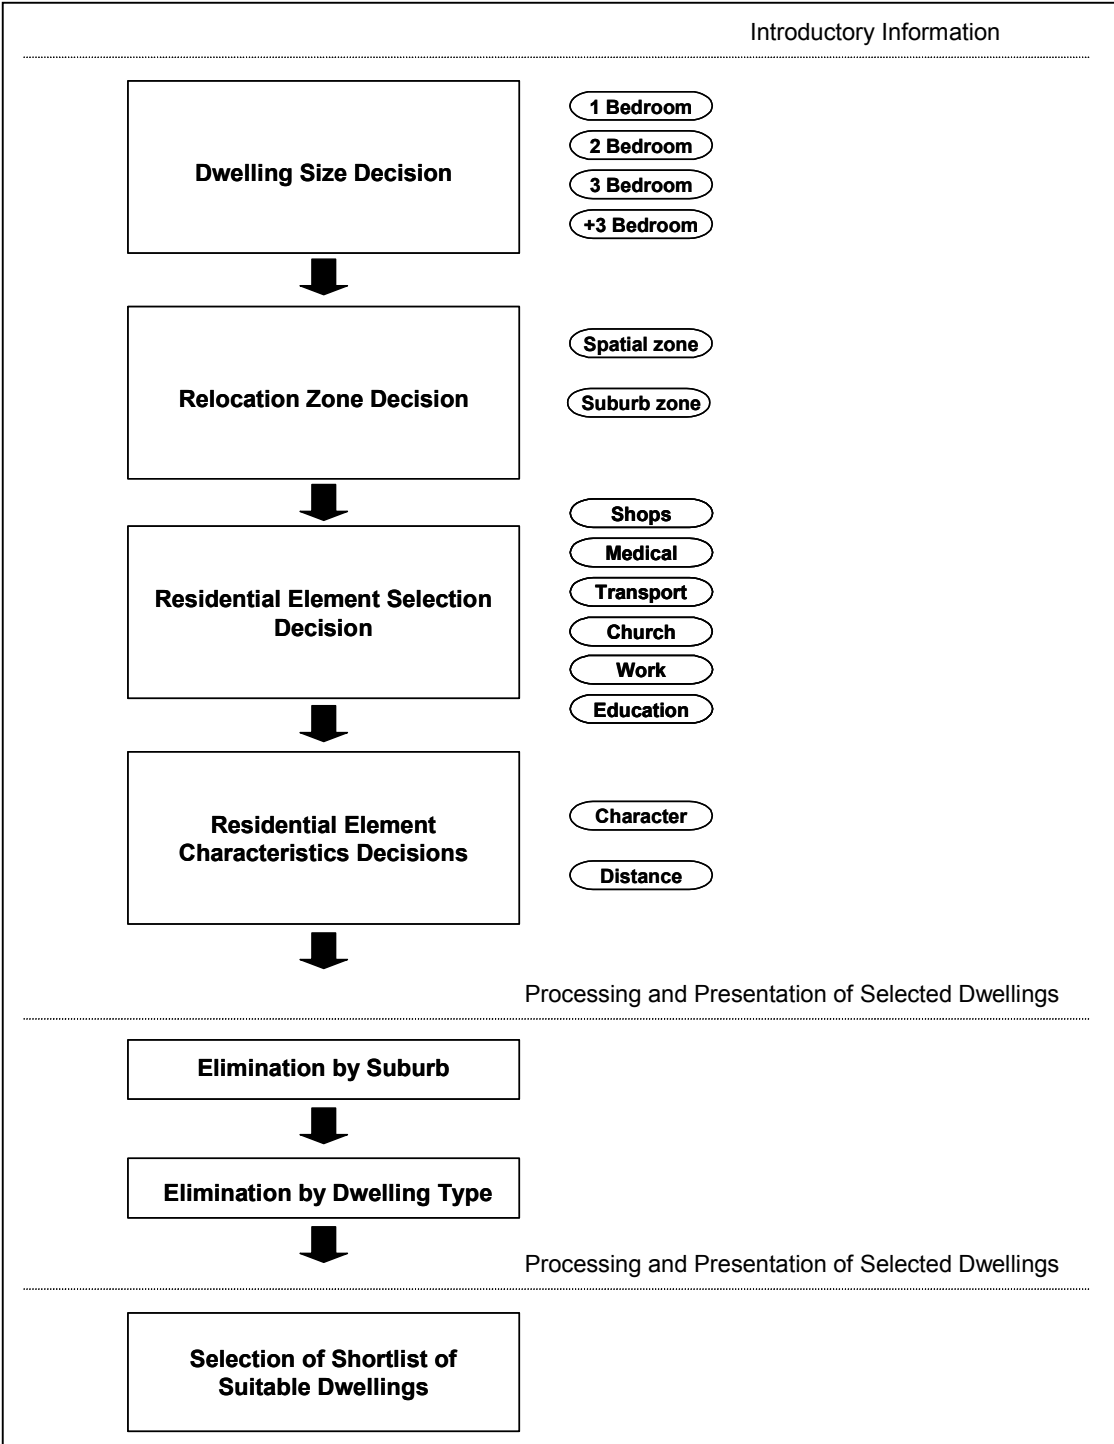 Introductory Information
Dwelling Size Decision
1 Bedroom
2 Bedroom
3 Bedroom
+3 Bedroom
Relocation Zone Decision
Spatial zone
Suburb zone
Residential Element Selection
Decision
Shops
Medical
Transport
Church
Work
Education
Residential Element
Characteristics Decisions
Character
Distance
Processing and Presentation of Selected Dwellings
Elimination by Suburb
Elimination by Dwelling Type
Processing and Presentation of Selected Dwellings
Selection of Shortlist of
Suitable Dwellings